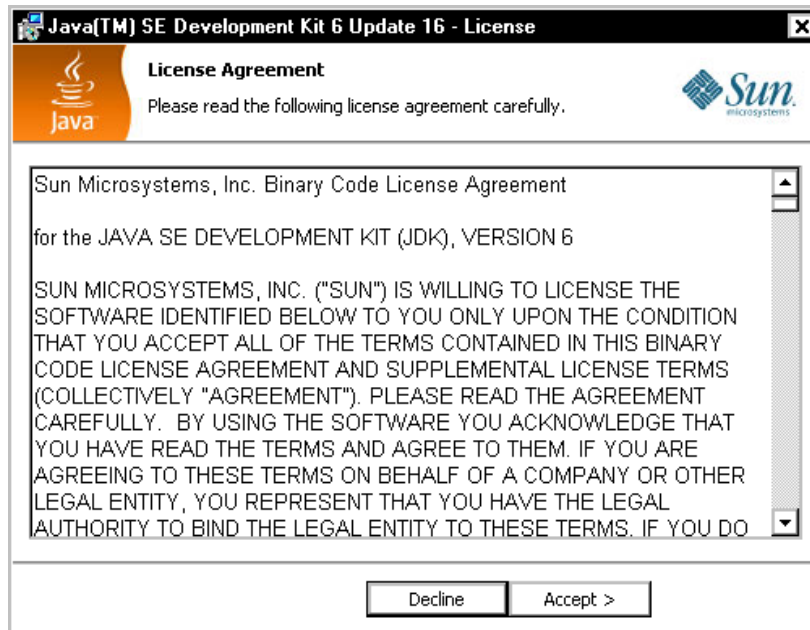 Java(TM) SE Development Kit 6 Update 16 - License
License Agreement
Please read the following license agreement carefully.
Java
Sun
microsystems
Sun Microsystems, Inc. Binary Code License Agreement
for the JAVA SE DEVELOPMENT KIT (JDK), VERSION 6
SUN MICROSYSTEMS, INC. ("SUN") IS WILLING TO LICENSE THE
SOFTWARE IDENTIFIED BELOW TO YOU ONLY UPON THE CONDITION
THAT YOU ACCEPT ALL OF THE TERMS CONTAINED IN THIS BINARY
CODE LICENSE AGREEMENT AND SUPPLEMENTAL LICENSE TERMS
(COLLECTIVELY "AGREEMENT"). PLEASE READ THE AGREEMENT
CAREFULLY.  BY USING THE SOFTWARE YOU ACKNOWLEDGE THAT
YOU HAVE READ THE TERMS AND AGREE TO THEM. IF YOU ARE
AGREEING TO THESE TERMS ON BEHALF OF A COMPANY OR OTHER
LEGAL ENTITY, YOU REPRESENT THAT YOU HAVE THE LEGAL
AUTHORITY TO BIND THE LEGAL ENTITY TO THESE TERMS. IF YOU DO
Decline
Accept >